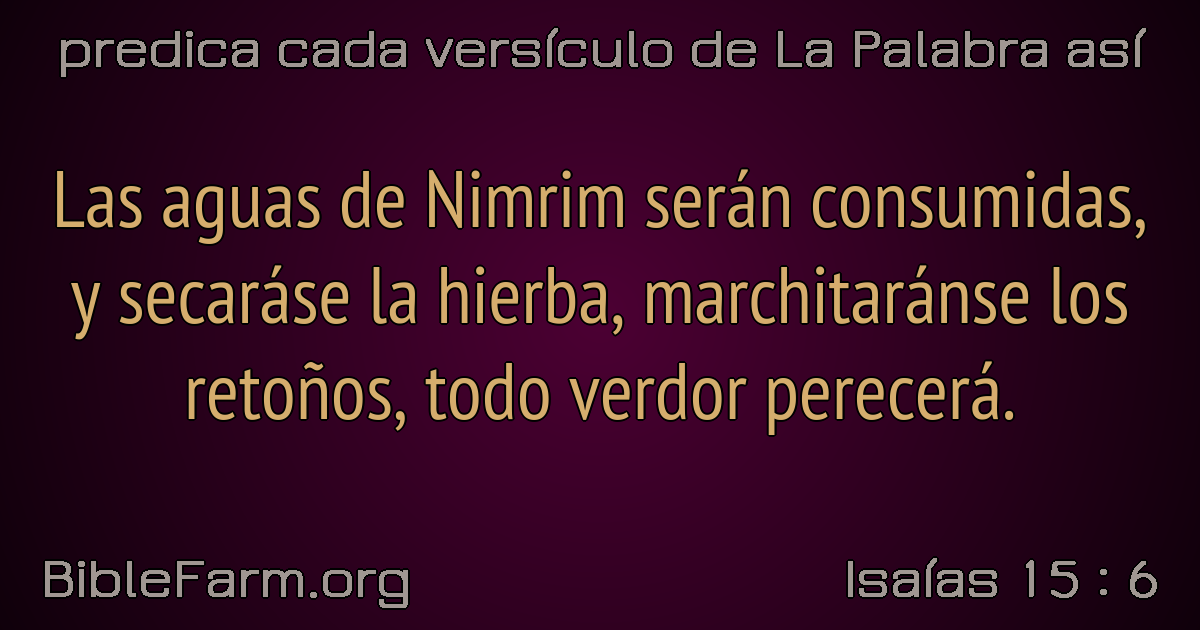 predica cada versículo de La Palabra así
Las aguas de Nimrim serán consumidas,
y secaráse la hierba, marchitaránse los
retoños, todo verdor perecerá.
BibleFarm.org
Isaías 15 : 6